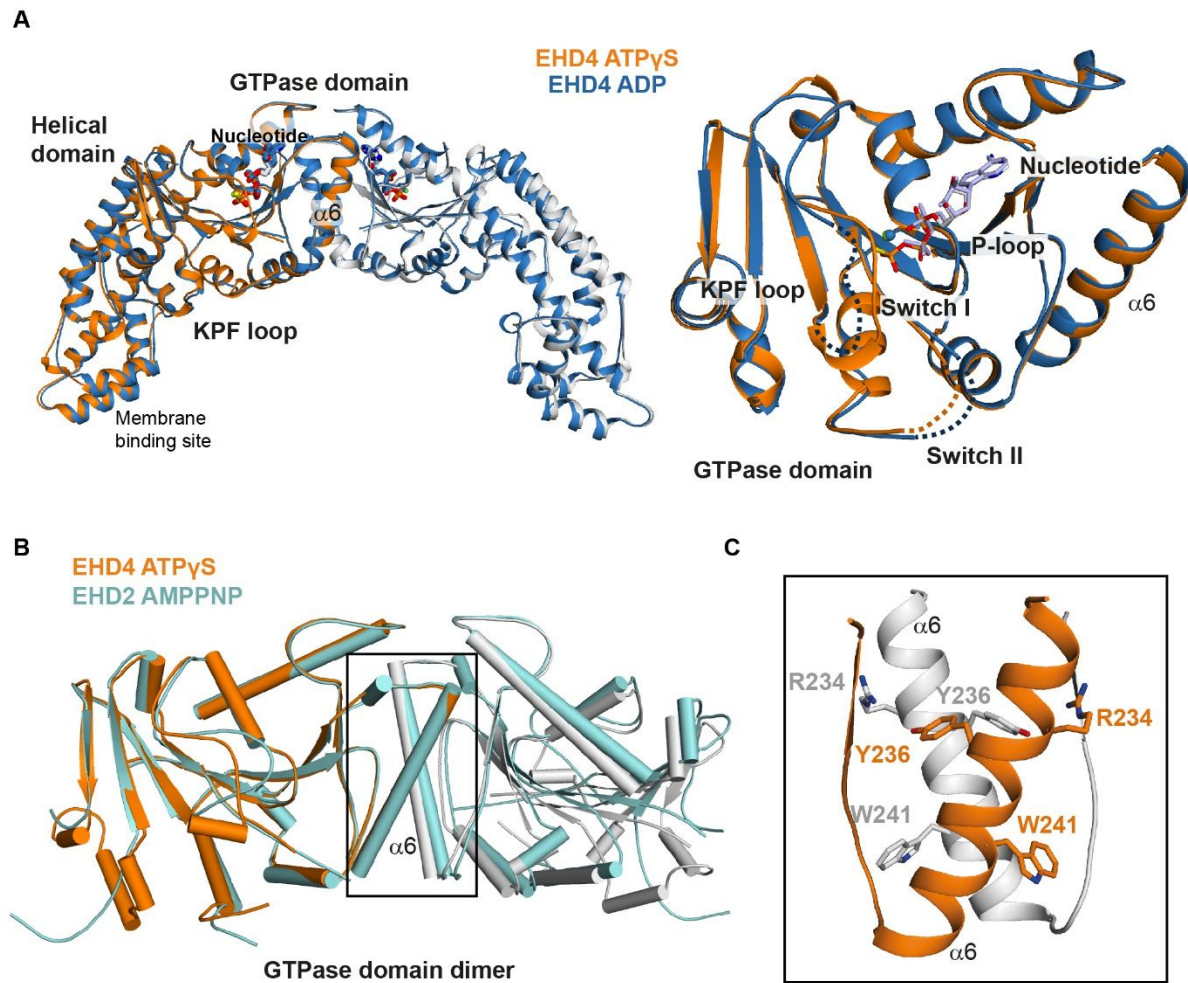 A
EHD4 ATPγS
EHD4 ADP
GTPase domain
Helical
domain
Nucleotide
α6
KPF loop
Membrane
binding site
Nucleotide
P-loop
KPF loop
Switch I
α6
Switch II
GTPase domain
B
EHD4 ATPγS
EHD2 AMPPNP
α6
GTPase domain dimer
C
α6
R234
Y236
R234
Y236
W241
W241
α6